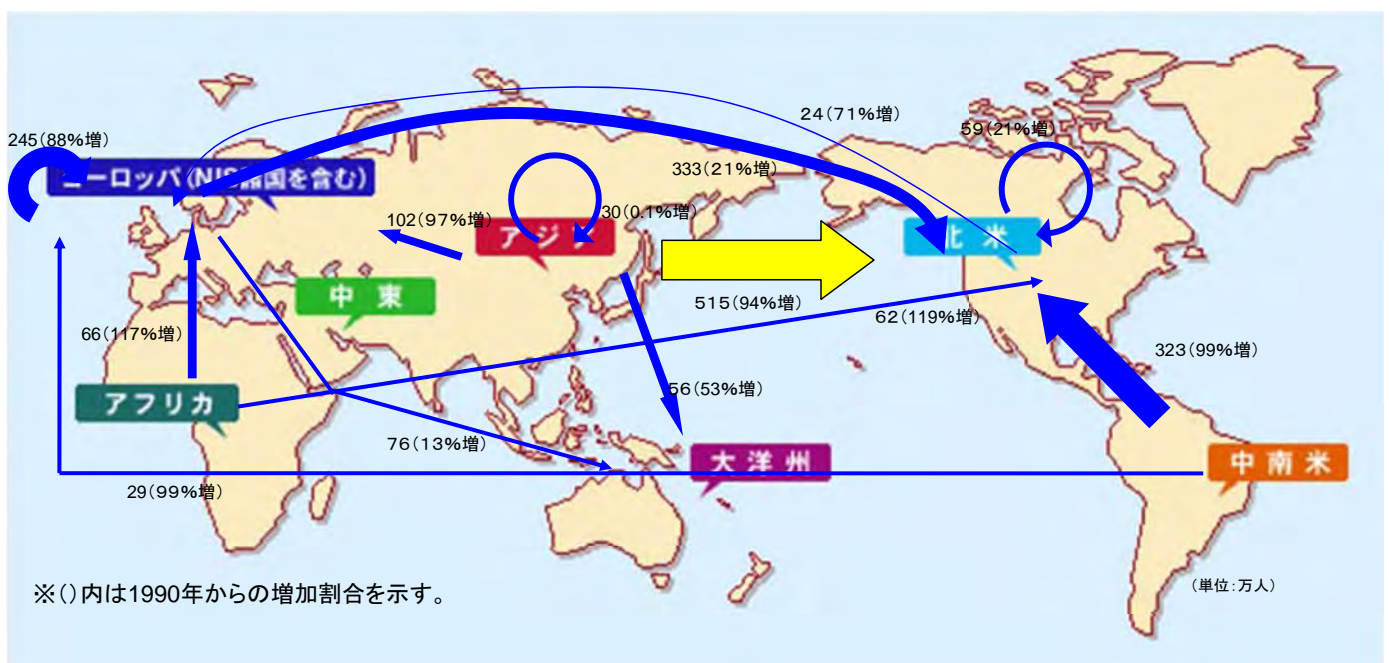 24(71%増)
59(21%増)
245(88%増)
ヨーロッパ(NIS諸国を含む)
333(21%増)
102(97%増)
30(0.1%増)
アジア
北米
中東
515(94%増)
62(119%増)
66(117%増)
323(99%増)
アフリカ
56(53%増)
76(13%増)
大洋州
中南米
29(99%増)
※()内は1990年からの増加割合を示す。
(単位:万人)